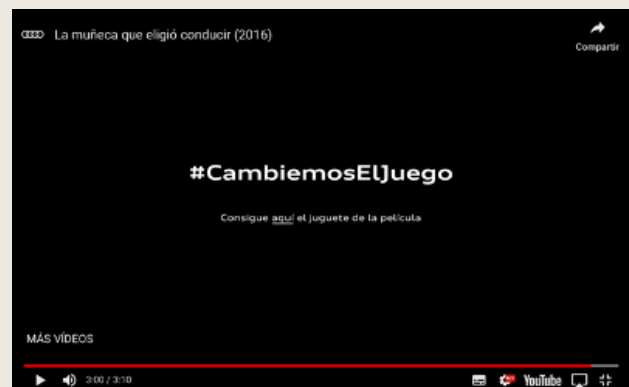 La muñeca que eligió conducir (2016)
Compartir
#CambiemosElJuego
Consigue aquí el juguete de la película
MÁS VÍDEOS
3:00 / 3:10
YouTube